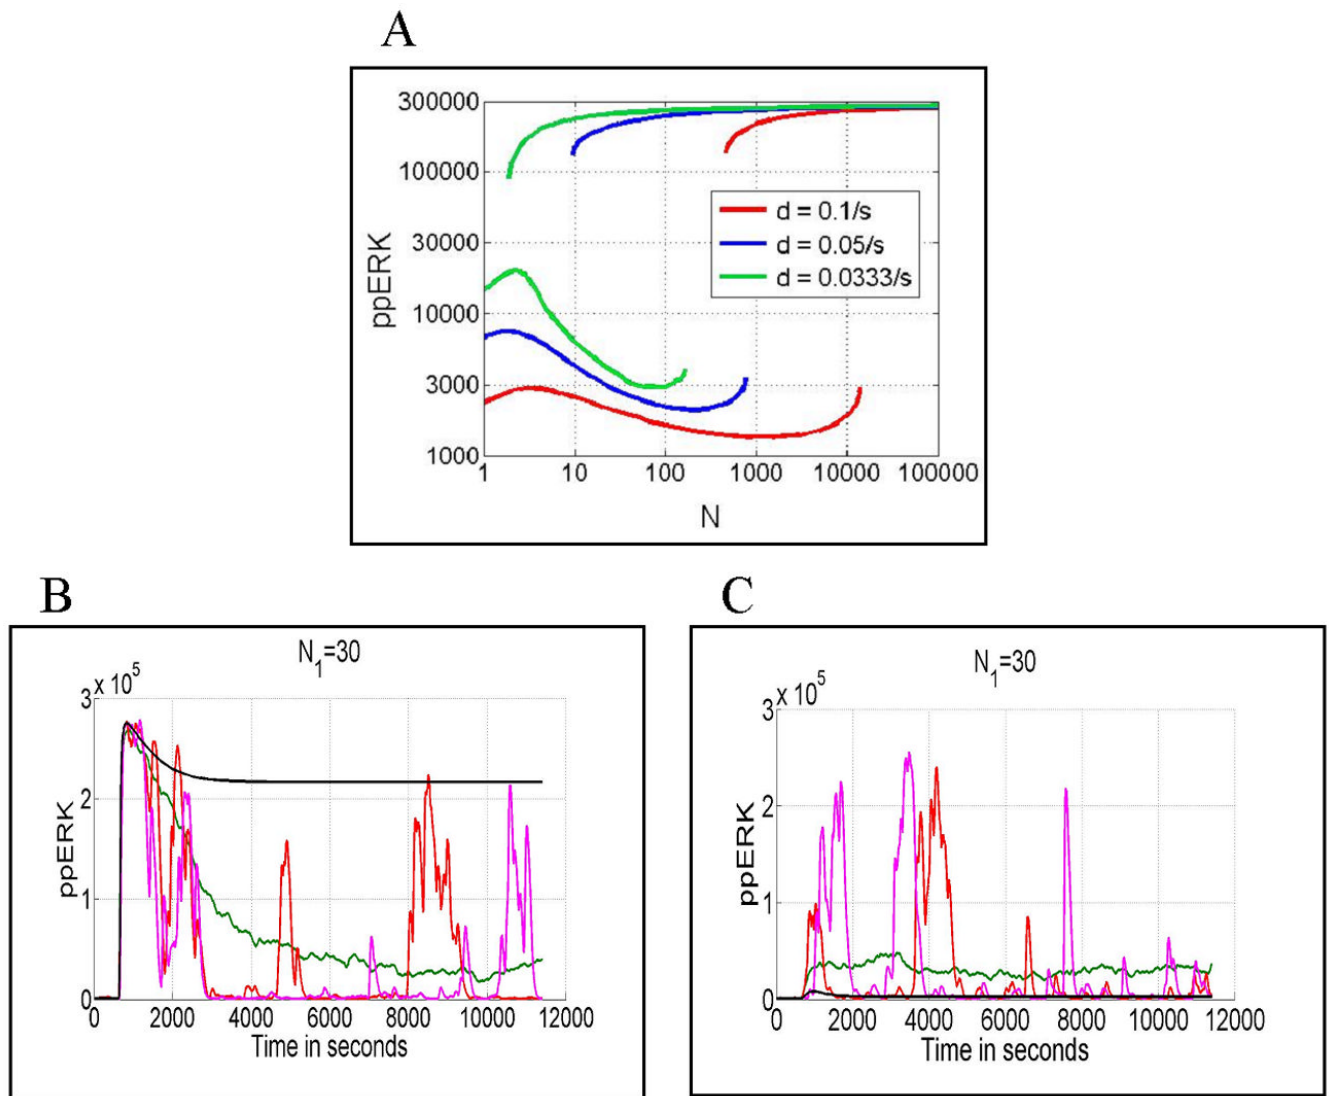 A
300000
100000
30000
10000
3000
1000
ppERK
d = 0.1/s
d = 0.05/s
d = 0.0333/s
1 10 100 1000 10000 100000
N
B
N1=30
3 x 10^5
2
1
0
ppERK
0 2000 4000 6000 8000 10000 12000
Time in seconds
C
N1=30
3 x 10^5
2
1
0
ppERK
0 2000 4000 6000 8000 10000 12000
Time in seconds